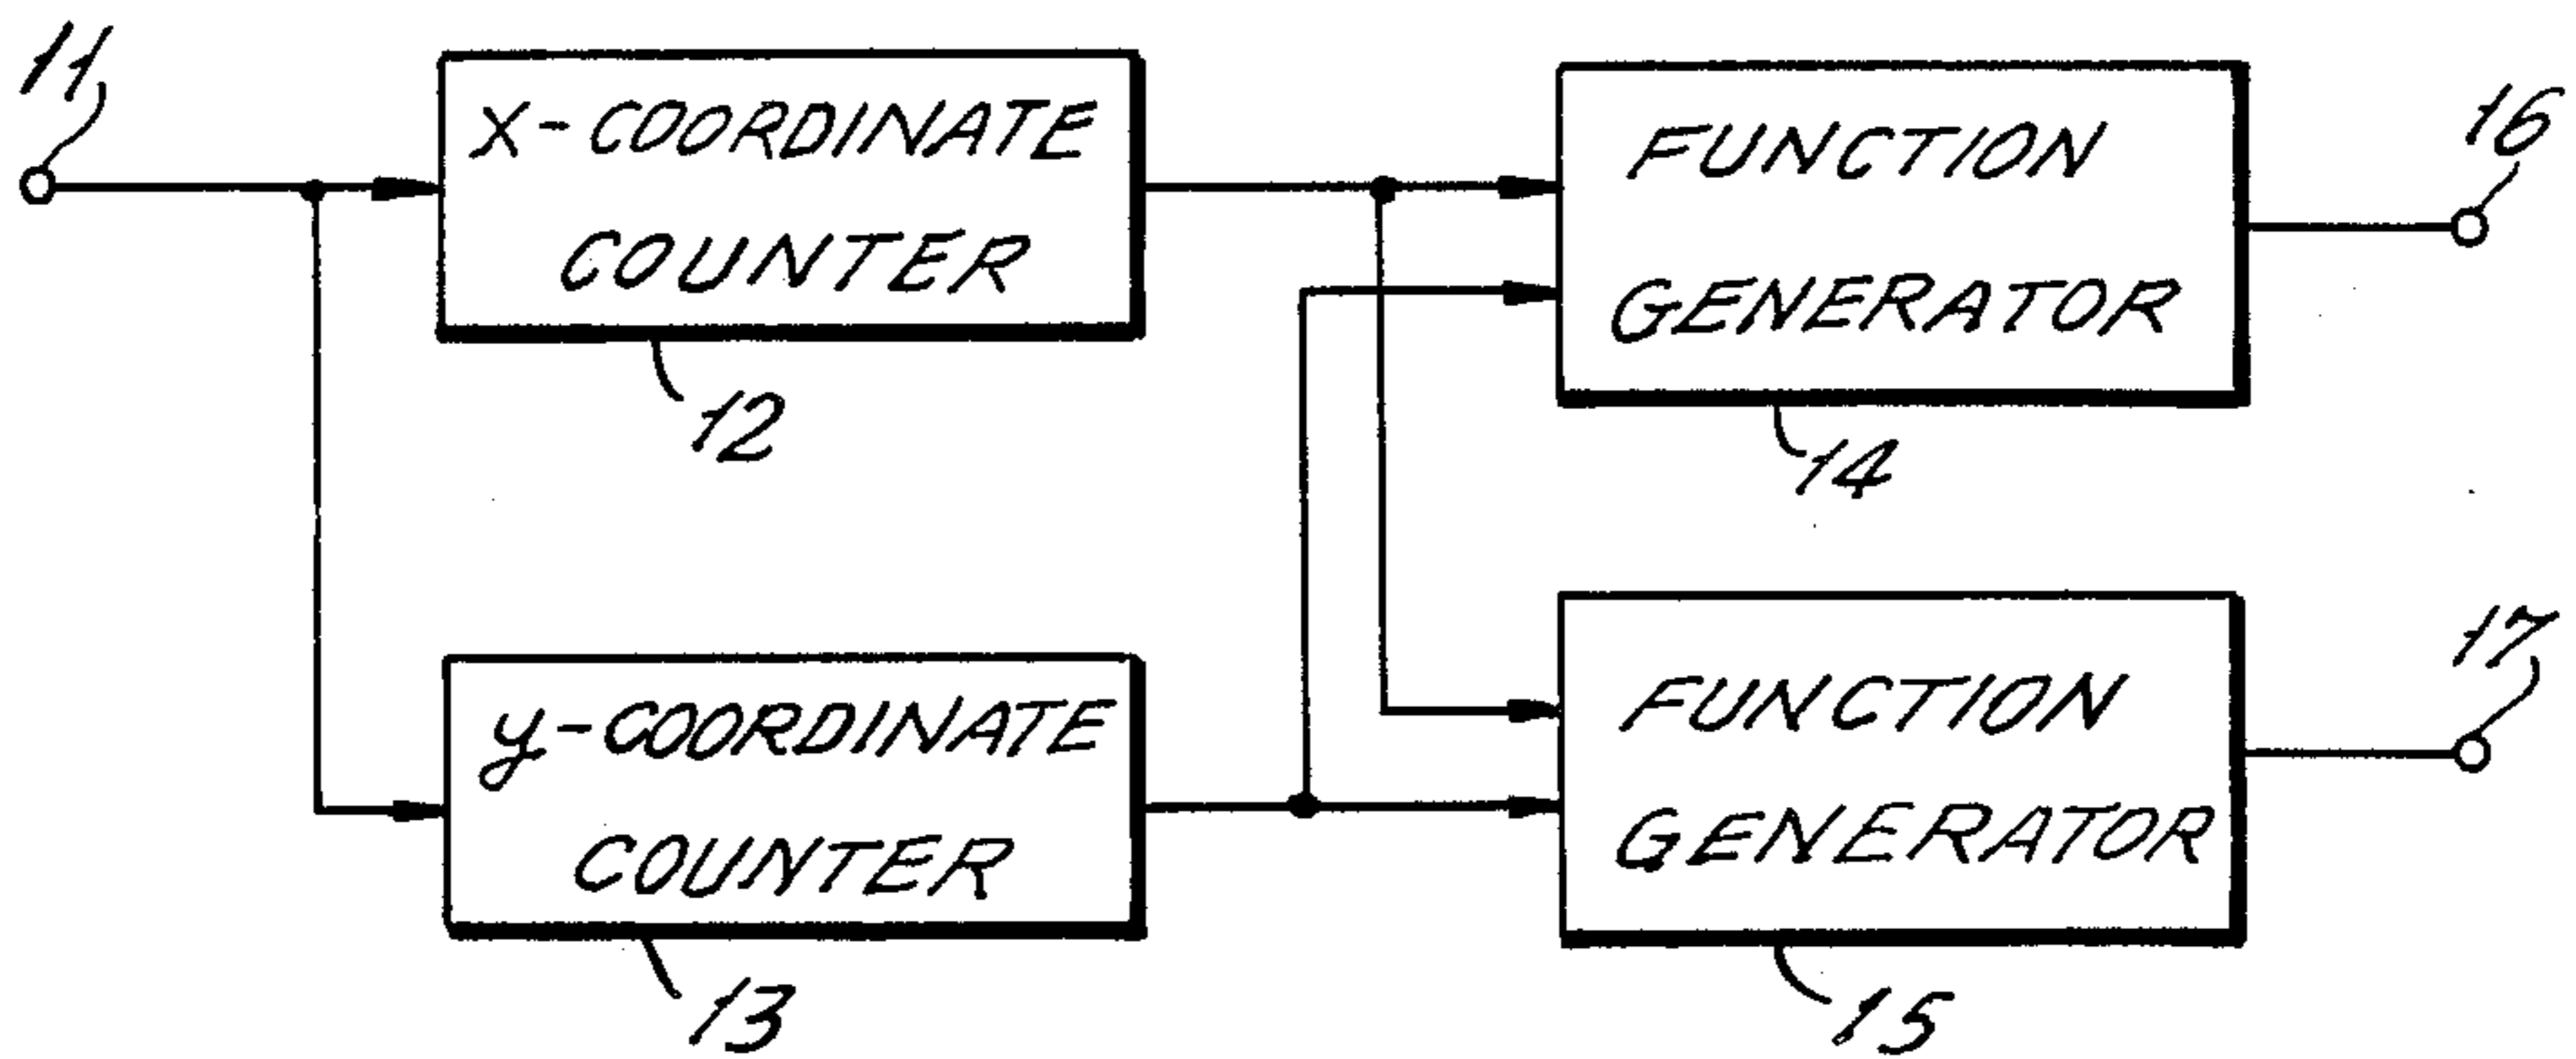 11
X-COORDINATE
COUNTER
12
FUNCTION
GENERATOR
14
16
y-COORDINATE
COUNTER
13
FUNCTION
GENERATOR
15
17